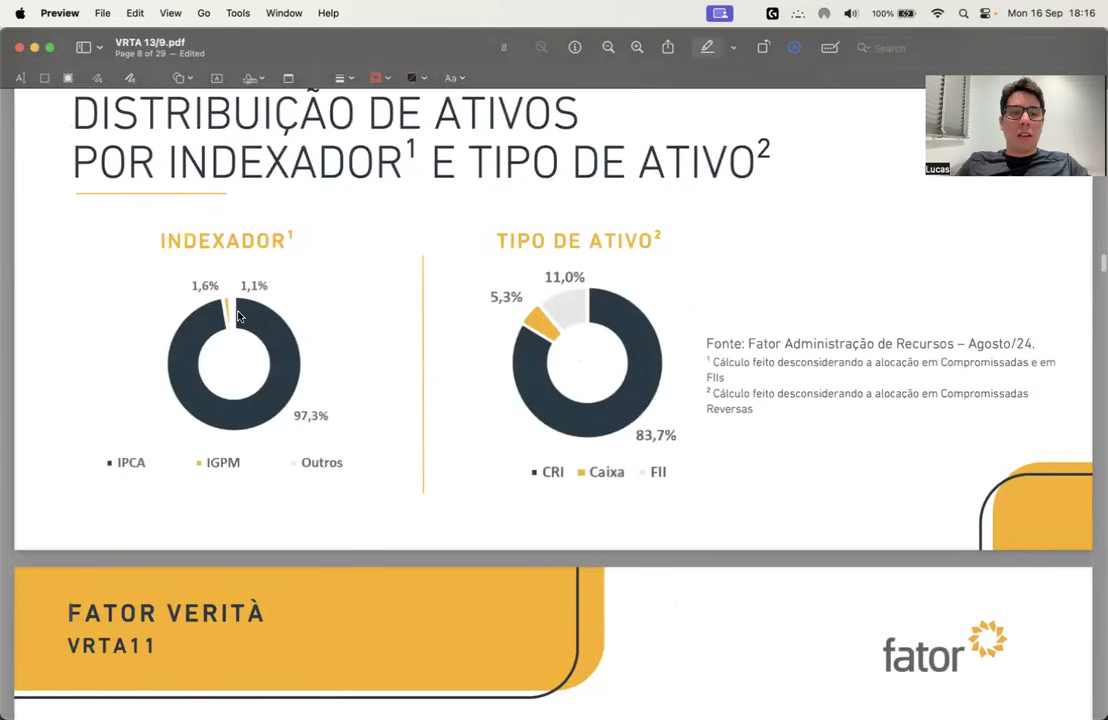 Preview File Edit View Go Tools Window Help 100% Mon 16 Sep 18:16
VRTA 13/9.pdf
Page 8 of 29 — Edited
Search
Aa
DISTRIBUIÇÃO DE ATIVOS
POR INDEXADOR¹ E TIPO DE ATIVO²
Lucas
INDEXADOR¹
1,6% 1,1%
97,3%
IPCA IGPM Outros
TIPO DE ATIVO²
11,0%
5,3%
83,7%
CRI Caixa FII
Fonte: Fator Administração de Recursos – Agosto/24.
¹ Cálculo feito desconsiderando a alocação em Compromissadas e em
FIIs
² Cálculo feito desconsiderando a alocação em Compromissadas
Reversas
FATOR VERITÀ
VRTA11
fator